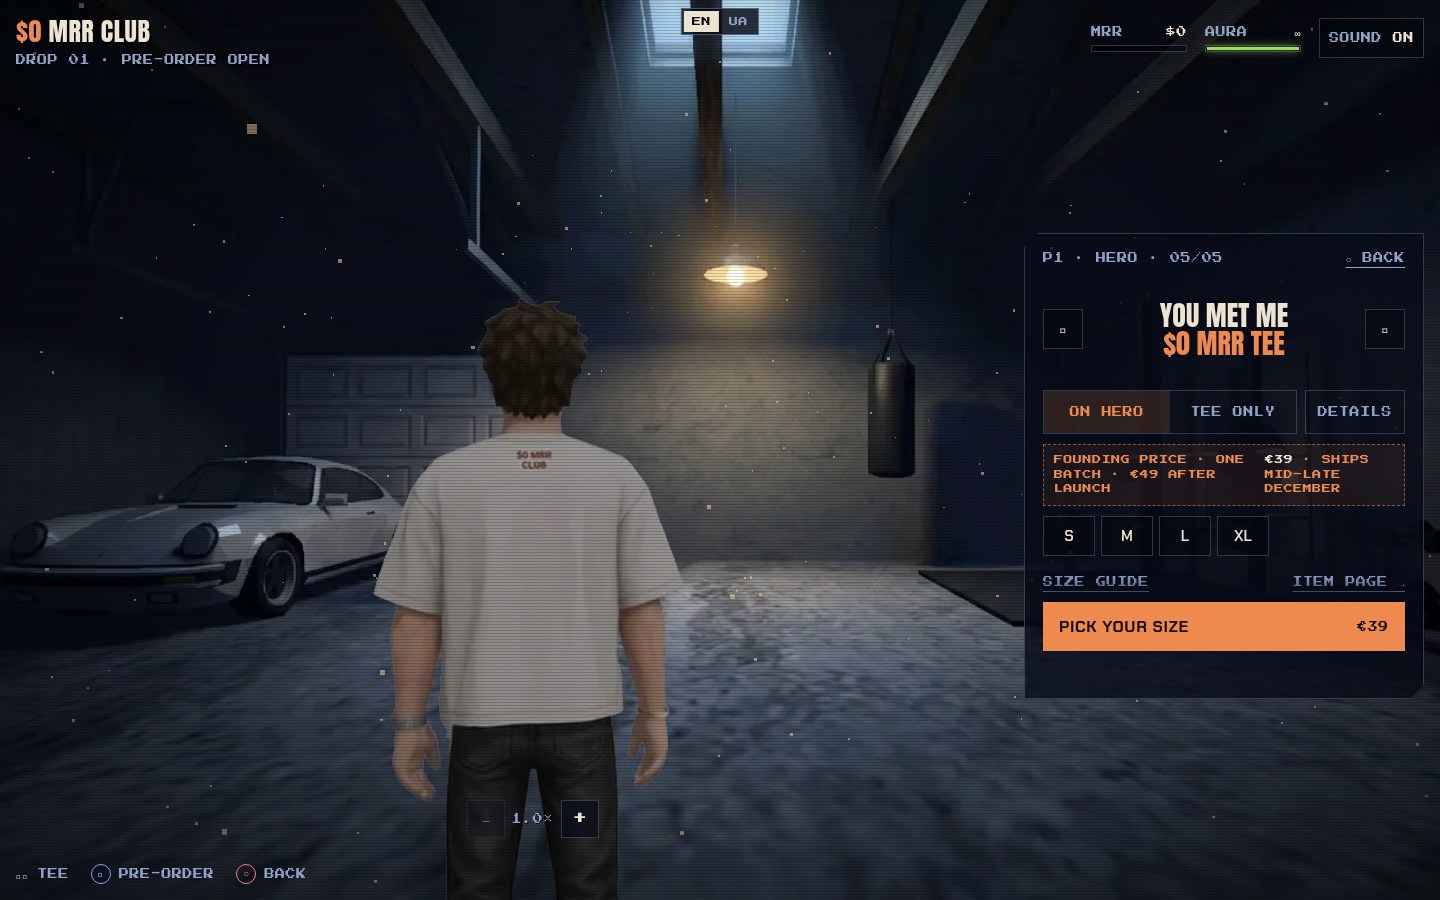 $0 MRR CLUB
DROP 01 · PRE-ORDER OPEN
EN UA
MRR $0
AURA ∞
SOUND ON
P1 · HERO · 05/05
BACK
YOU MET ME
$0 MRR TEE
ON HERO
TEE ONLY
DETAILS
FOUNDING PRICE · ONE
BATCH · €49 AFTER
LAUNCH
€39 · SHIPS
MID-LATE
DECEMBER
S M L XL
SIZE GUIDE
ITEM PAGE
PICK YOUR SIZE €39
$0 MRR
CLUB
− 1.0× +
TEE PRE-ORDER BACK